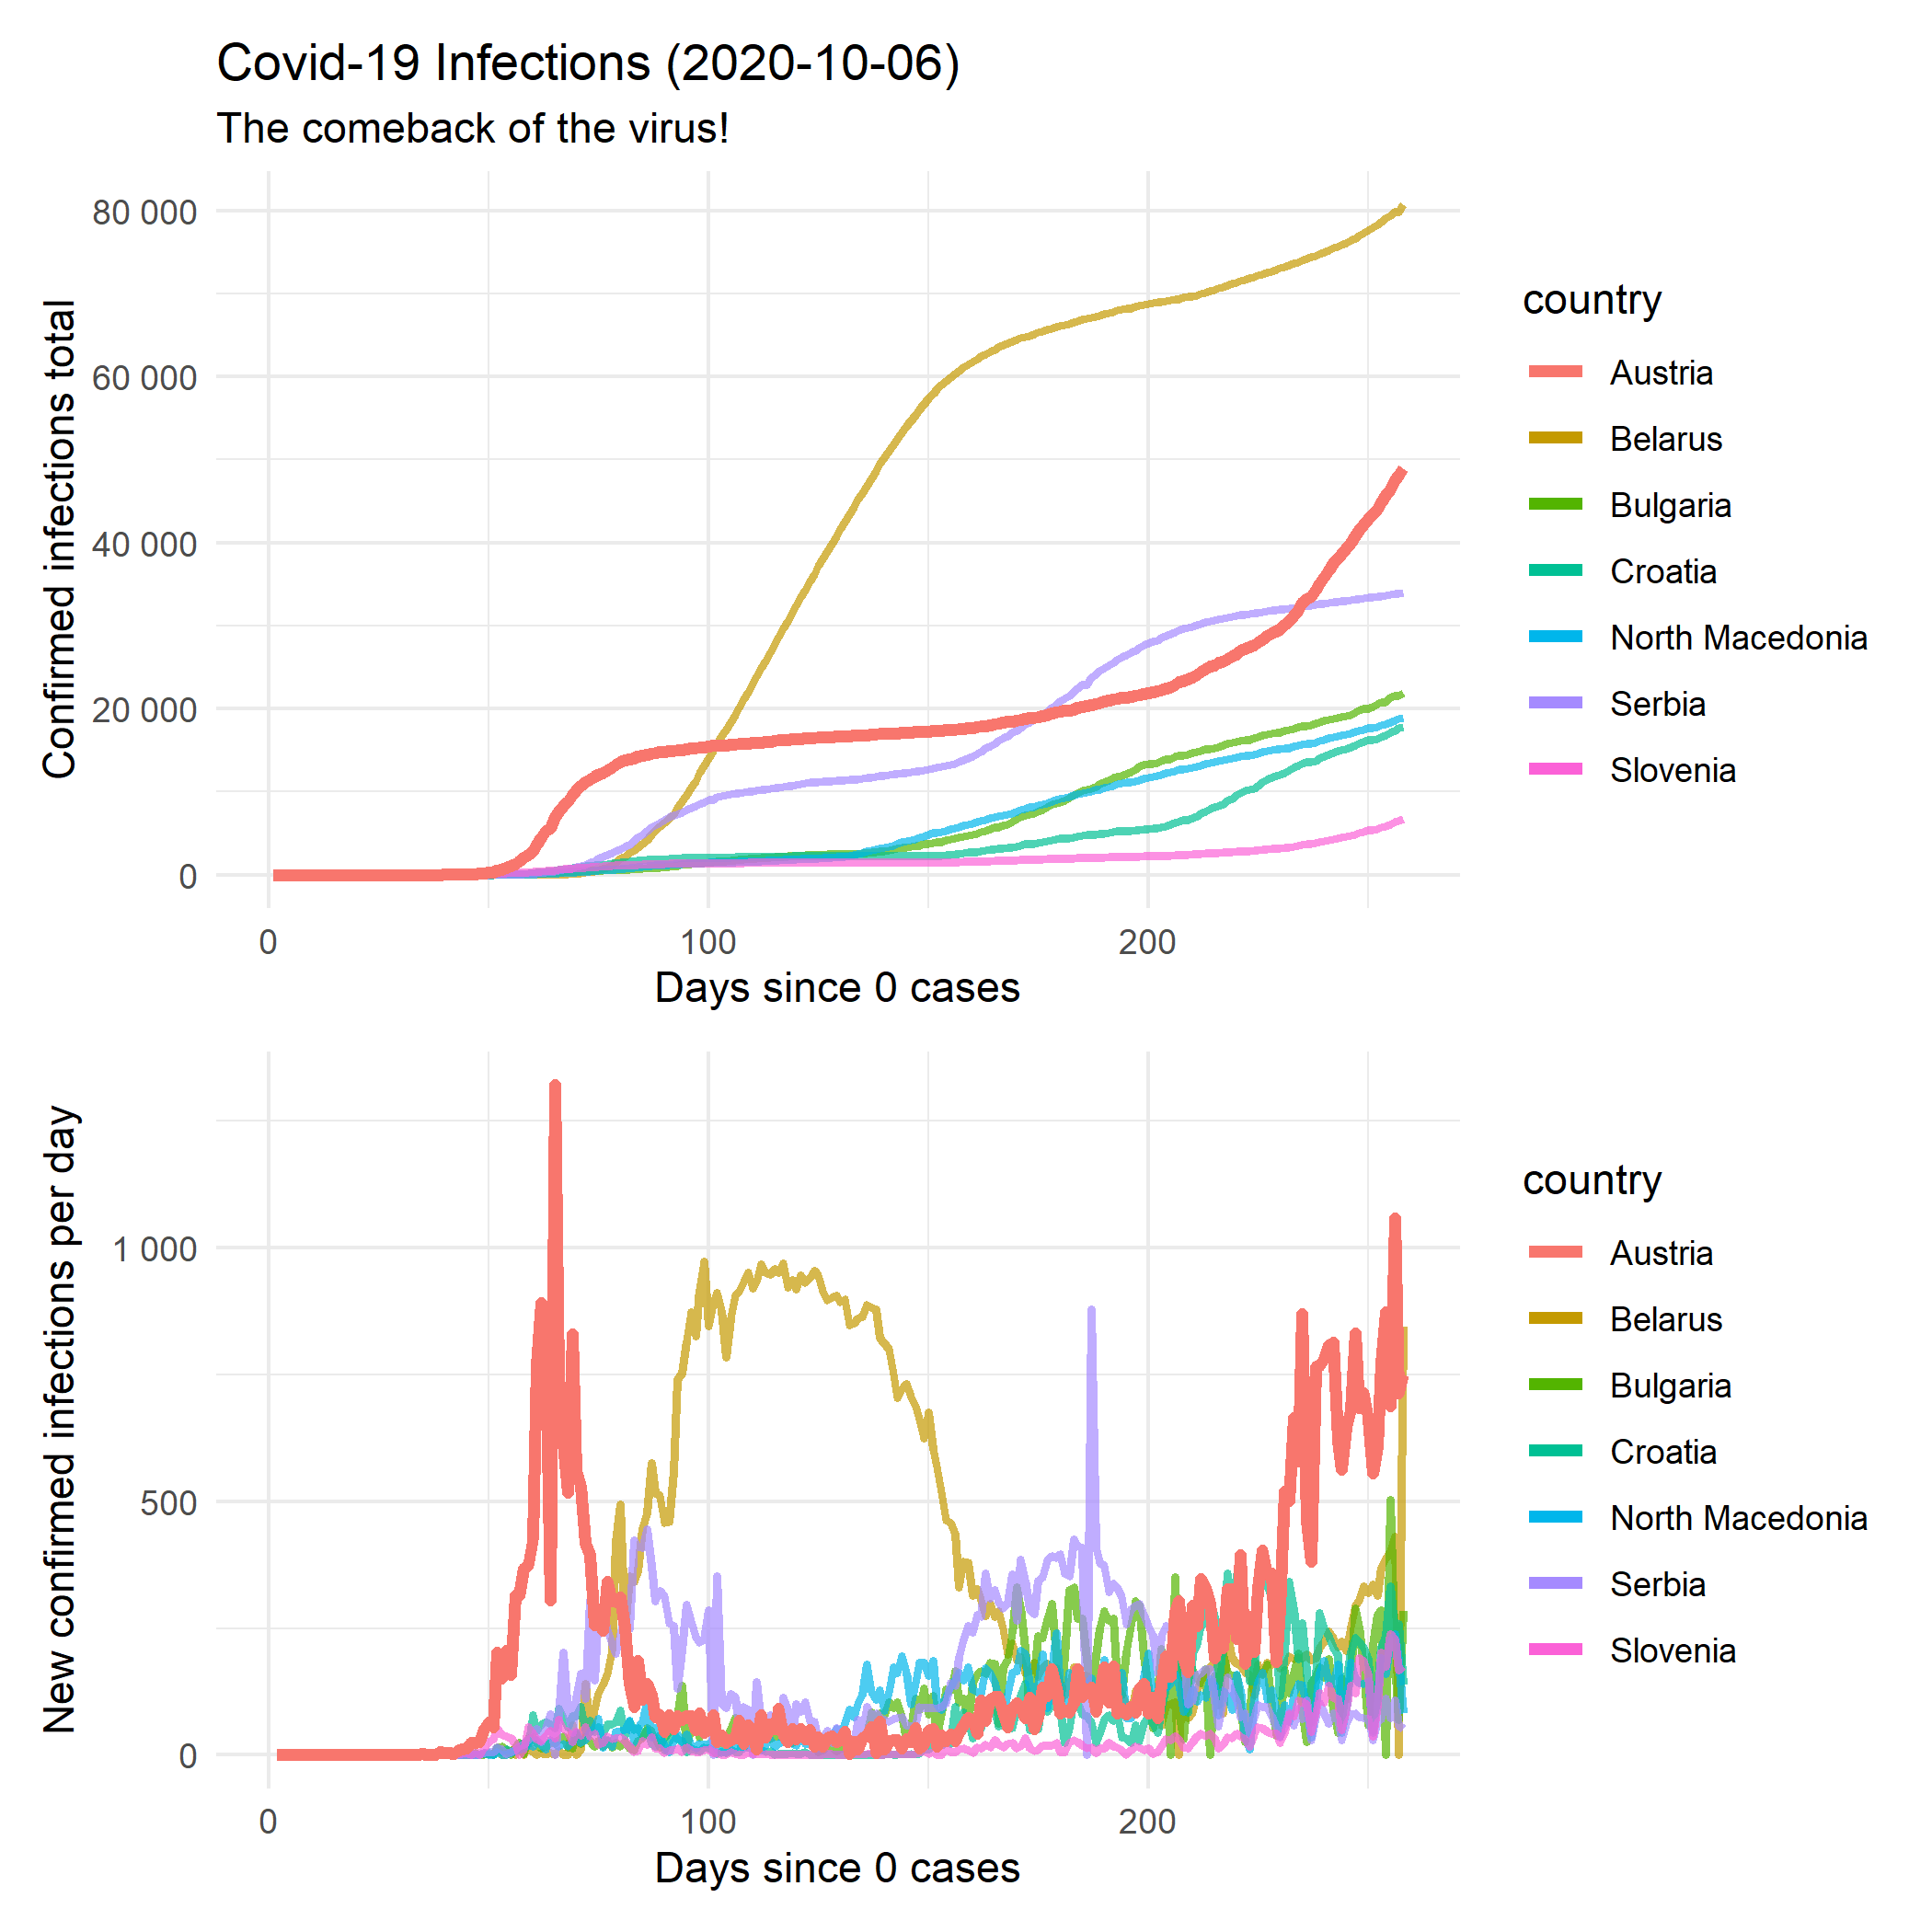 Covid-19 Infections (2020-10-06)
The comeback of the virus!
Confirmed infections total
80 000
60 000
40 000
20 000
0
0
100
200
Days since 0 cases
country
Austria
Belarus
Bulgaria
Croatia
North Macedonia
Serbia
Slovenia
New confirmed infections per day
1 000
500
0
0
100
200
Days since 0 cases
country
Austria
Belarus
Bulgaria
Croatia
North Macedonia
Serbia
Slovenia